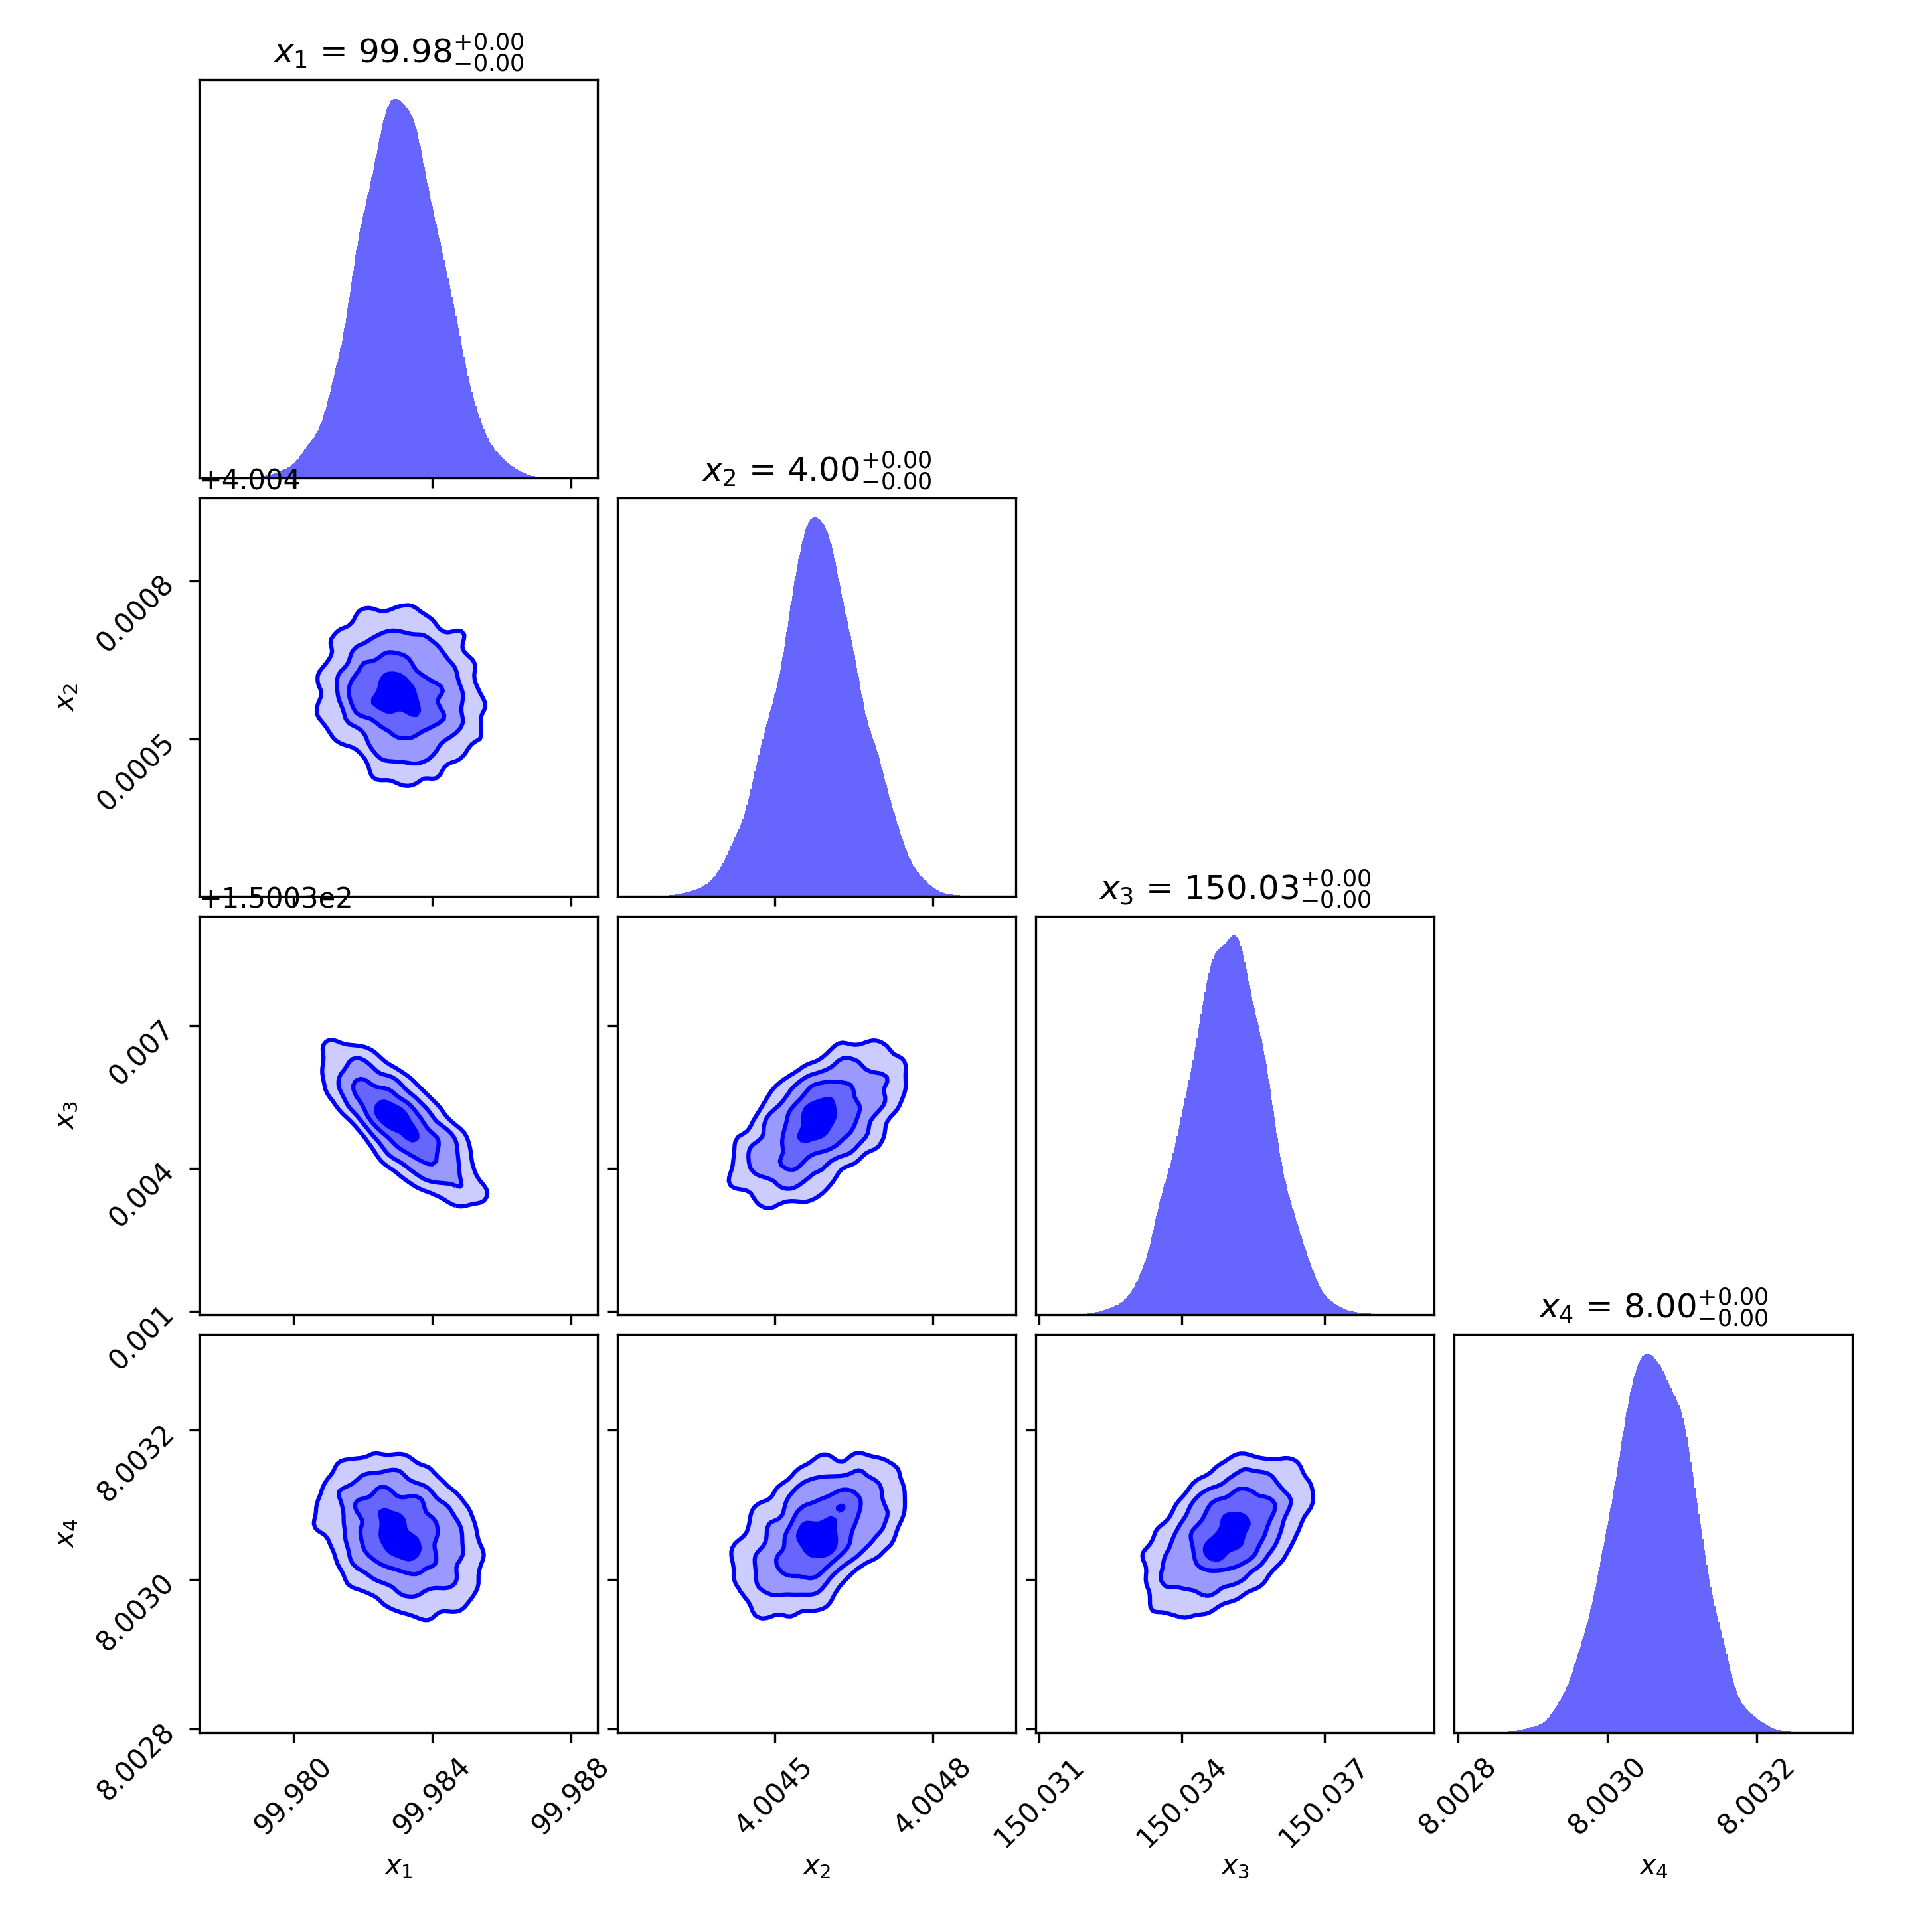 x₁ = 99.98 +0.00 −0.00
+4.004
x₂ = 4.00 +0.00 −0.00
0.0008
x₂
0.0005
+1.5003e2
x₃ = 150.03 +0.00 −0.00
0.007
x₃
0.004
0.001
x₄ = 8.00 +0.00 −0.00
8.0032
x₄
8.0030
8.0028
99.980 99.984 99.988 4.0045 4.0048 150.031 150.034 150.037 8.0028 8.0030 8.0032
x₁ x₂ x₃ x₄